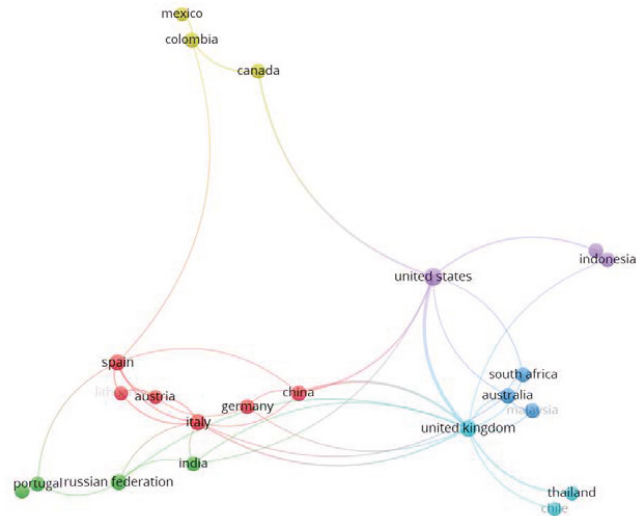 mexico
colombia
canada
united states
indonesia
spain
south africa
austria
china
australia
malaysia
germany
italy
united kingdom
india
portugal
russian federation
thailand
chile